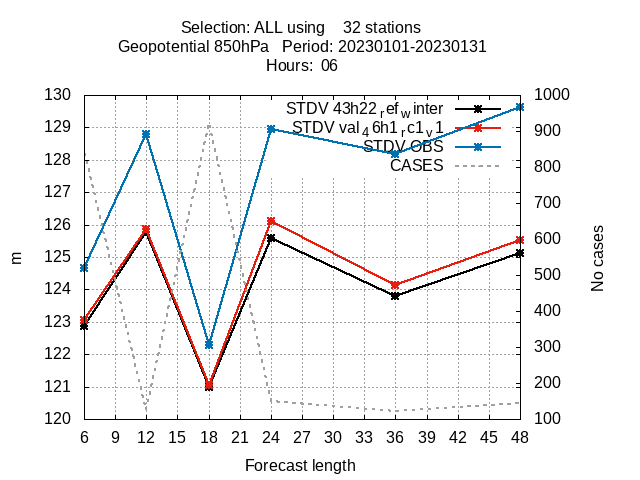 Selection: ALL using    32 stations
Geopotential 850hPa   Period: 20230101-20230131
Hours:  06
STDV 43h22_ref_winter
STDV val_46h1_rc1_v1
STDV OBS
CASES
130
129
128
127
126
125
124
123
122
121
120
m
1000
900
800
700
600
500
400
300
200
100
No cases
6 9 12 15 18 21 24 27 30 33 36 39 42 45 48
Forecast length